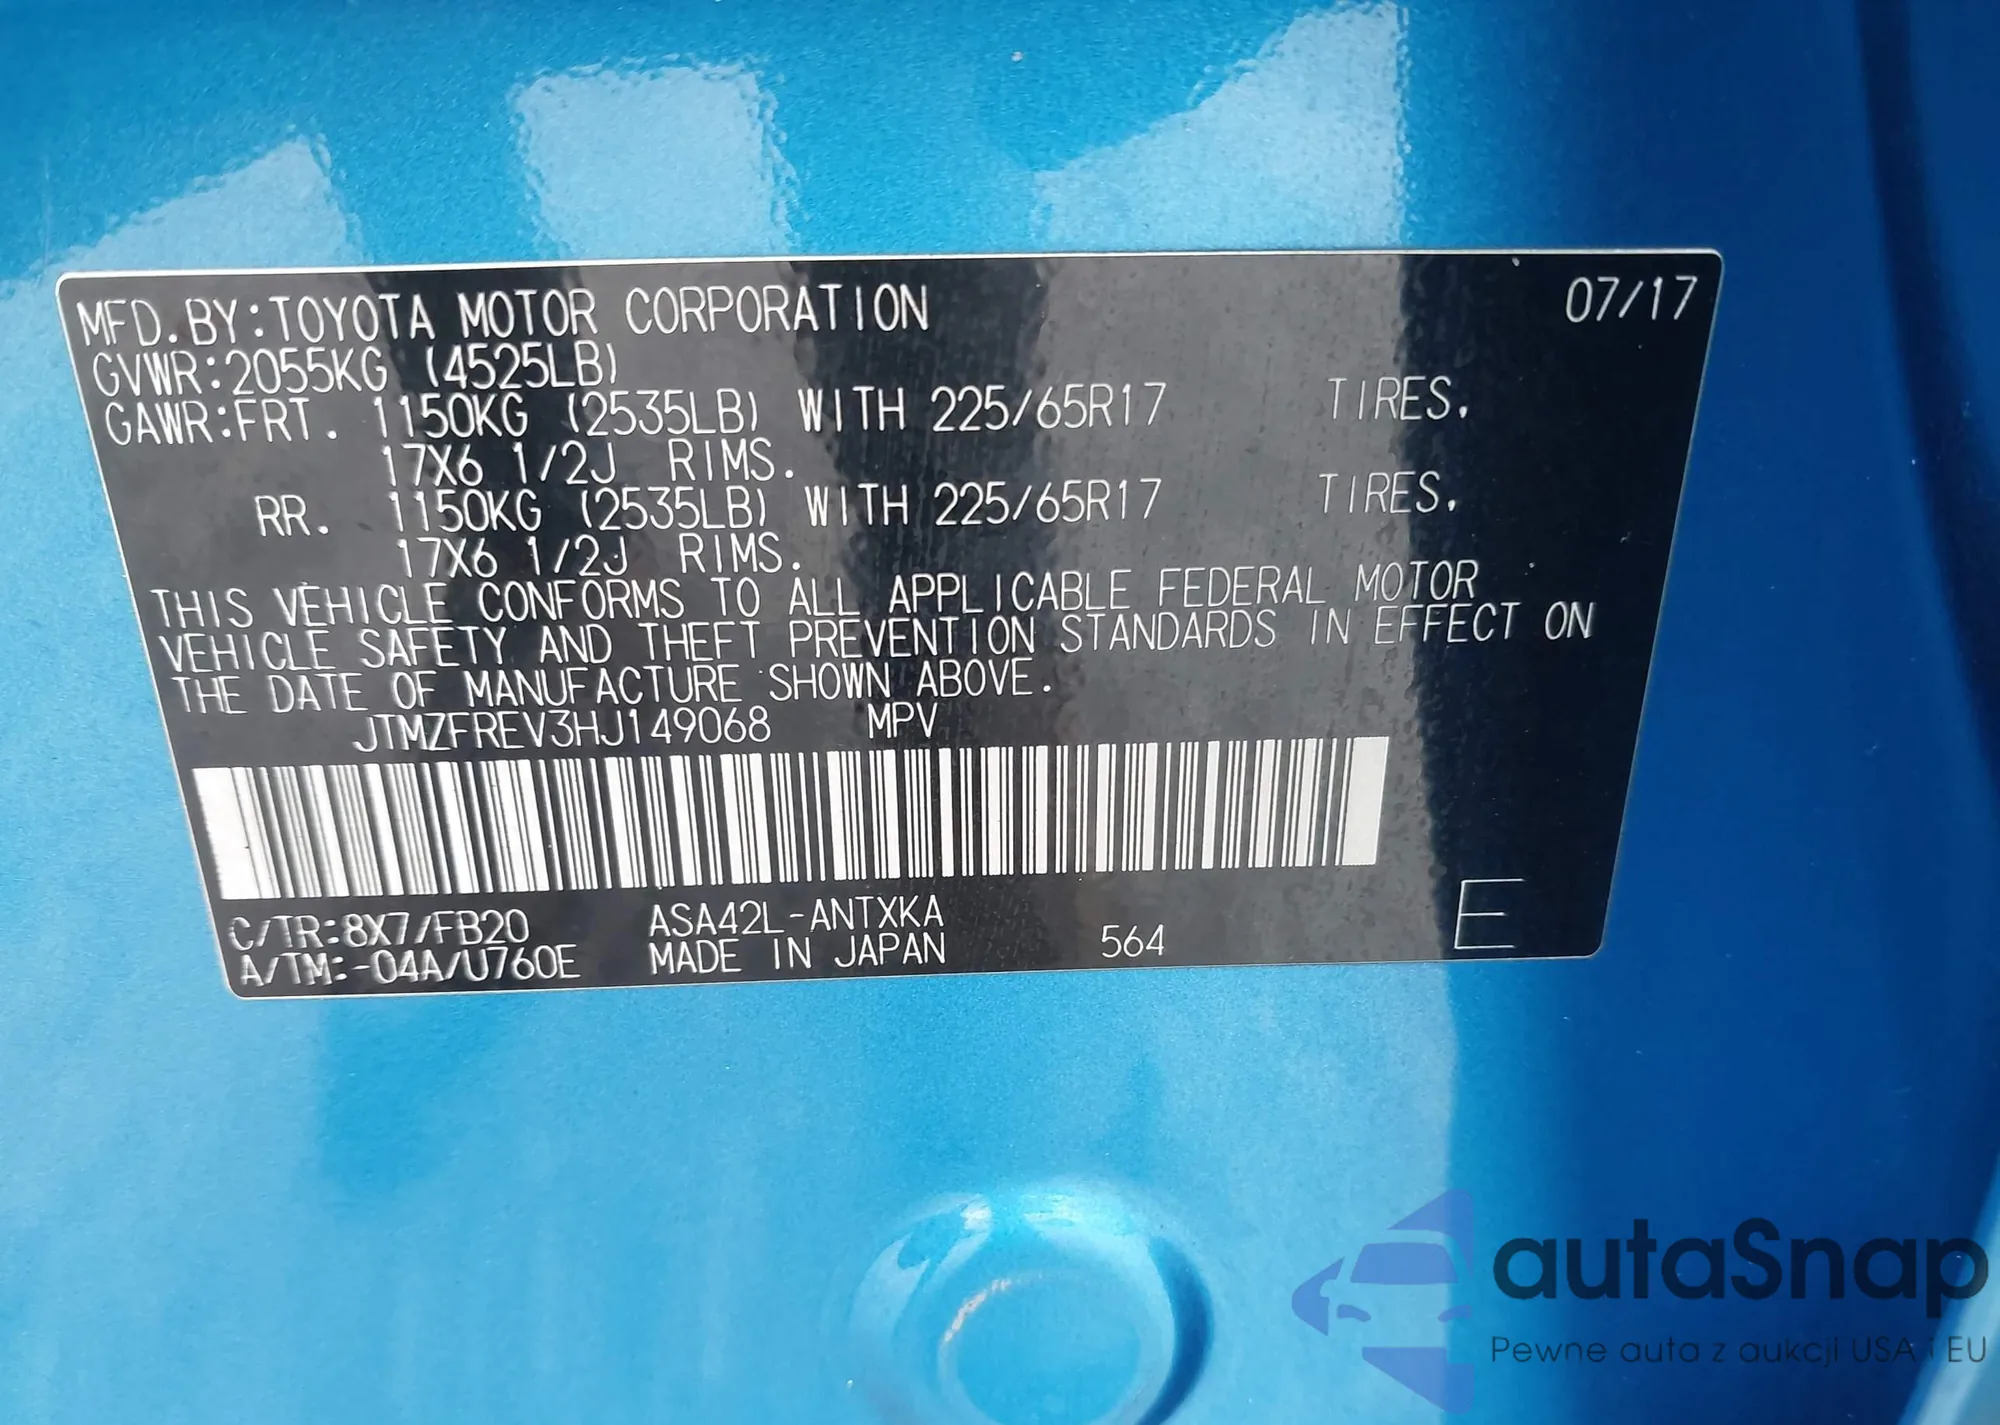 MFD.BY:TOYOTA MOTOR CORPORATION 07/17
GVWR:2055KG (4525LB)
GAWR:FRT. 1150KG (2535LB) WITH 225/65R17 TIRES.
17X6 1/2J RIMS.
RR. 1150KG (2535LB) WITH 225/65R17 TIRES.
17X6 1/2J RIMS.
THIS VEHICLE CONFORMS TO ALL APPLICABLE FEDERAL MOTOR
VEHICLE SAFETY AND THEFT PREVENTION STANDARDS IN EFFECT ON
THE DATE OF MANUFACTURE SHOWN ABOVE.
JTMZFREV3HJ149068 MPV
C/TR:8X7/FB20 ASA42L-ANTXKA
A/TM:-04A/U760E MADE IN JAPAN 564 E
autaSnap
Pewne auta z aukcji USA i EU